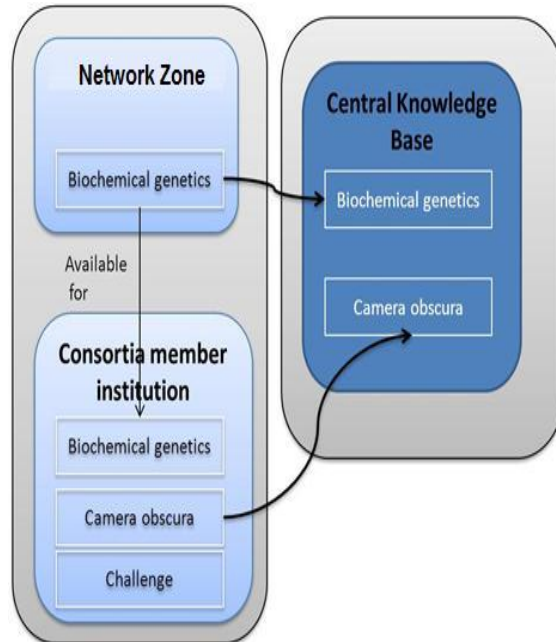 Network Zone
Biochemical genetics
Available
for
Consortia member
institution
Biochemical genetics
Camera obscura
Challenge
Central Knowledge
Base
Biochemical genetics
Camera obscura